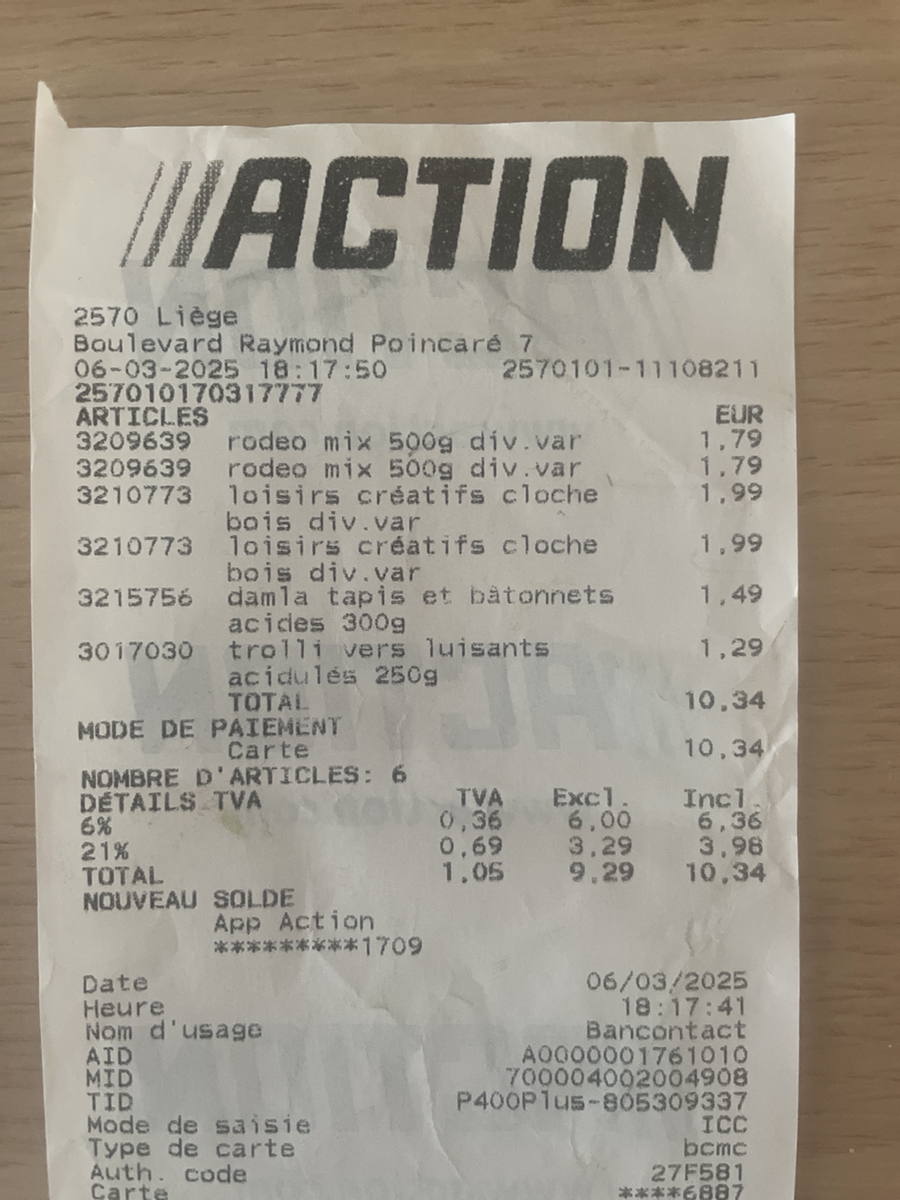 ACTION
2570 Liège
Boulevard Raymond Poincaré 7
06-03-2025 18:17:50 2570101-11108211
257010170317777
ARTICLES EUR
3209639 rodeo mix 500g div.var 1,79
3209639 rodeo mix 500g div.var 1,79
3210773 loisirs créatifs cloche 1,99
bois div.var
3210773 loisirs créatifs cloche 1,99
bois div.var
3215756 damla tapis et bâtonnets 1,49
acides 300g
3017030 trolli vers luisants 1,29
acidulés 250g
TOTAL 10,34
MODE DE PAIEMENT
Carte 10,34
NOMBRE D'ARTICLES: 6
DÉTAILS TVA TVA Excl. Incl.
6% 0,36 6,00 6,36
21% 0,69 3,29 3,98
TOTAL 1,05 9,29 10,34
NOUVEAU SOLDE
App Action
*********1709
Date 06/03/2025
Heure 18:17:41
Nom d'usage Bancontact
AID A0000001761010
MID 700004002004908
TID P400Plus-805309337
Mode de saisie ICC
Type de carte bcmc
Auth. code 27F581
Carte ****6887